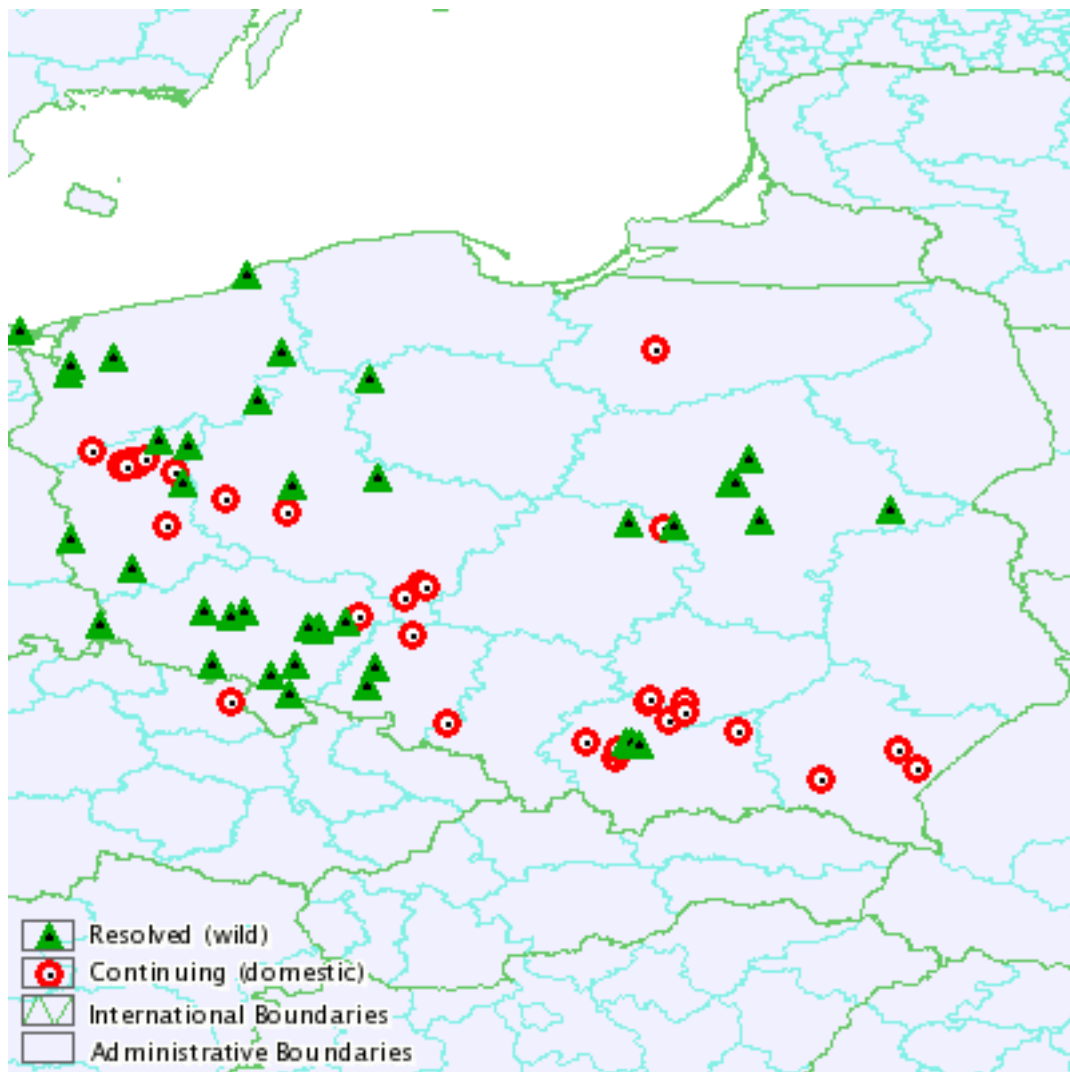 Resolved (wild)
Continuing (domestic)
International Boundaries
Administrative Boundaries